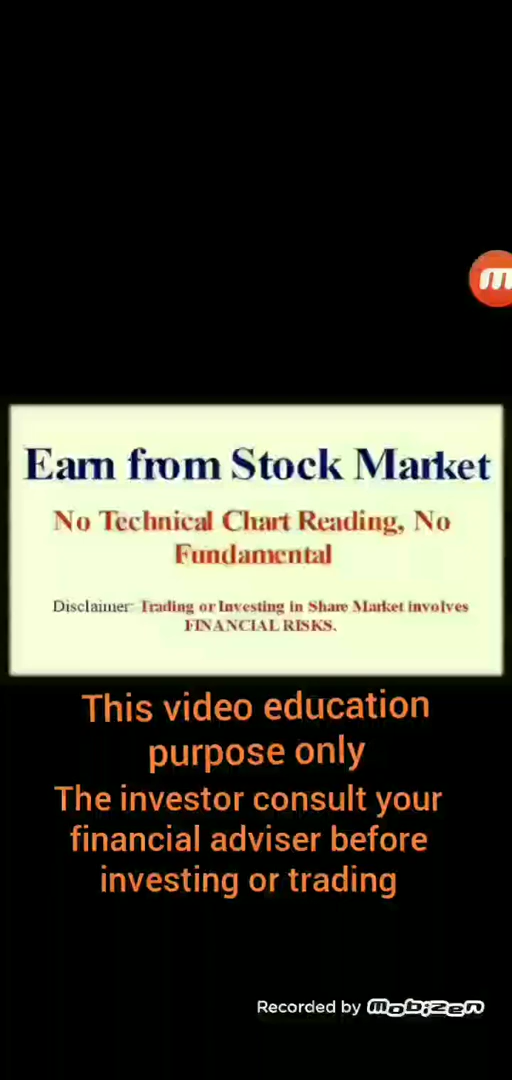 Earn from Stock Market
No Technical Chart Reading, No
Fundamental
Disclaimer: Trading or Investing in Share Market involves
FINANCIAL RISKS.
This video education
purpose only
The investor consult your
financial adviser before
investing or trading
Recorded by Mobizen